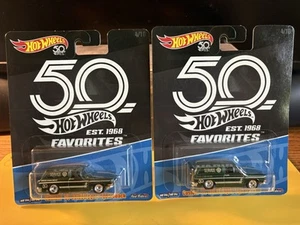 HOT WHEELS 50
50
HOT WHEELS
EST. 1968
FAVORITES
HOT WHEELS 50
50
HOT WHEELS
EST. 1968
FAVORITES